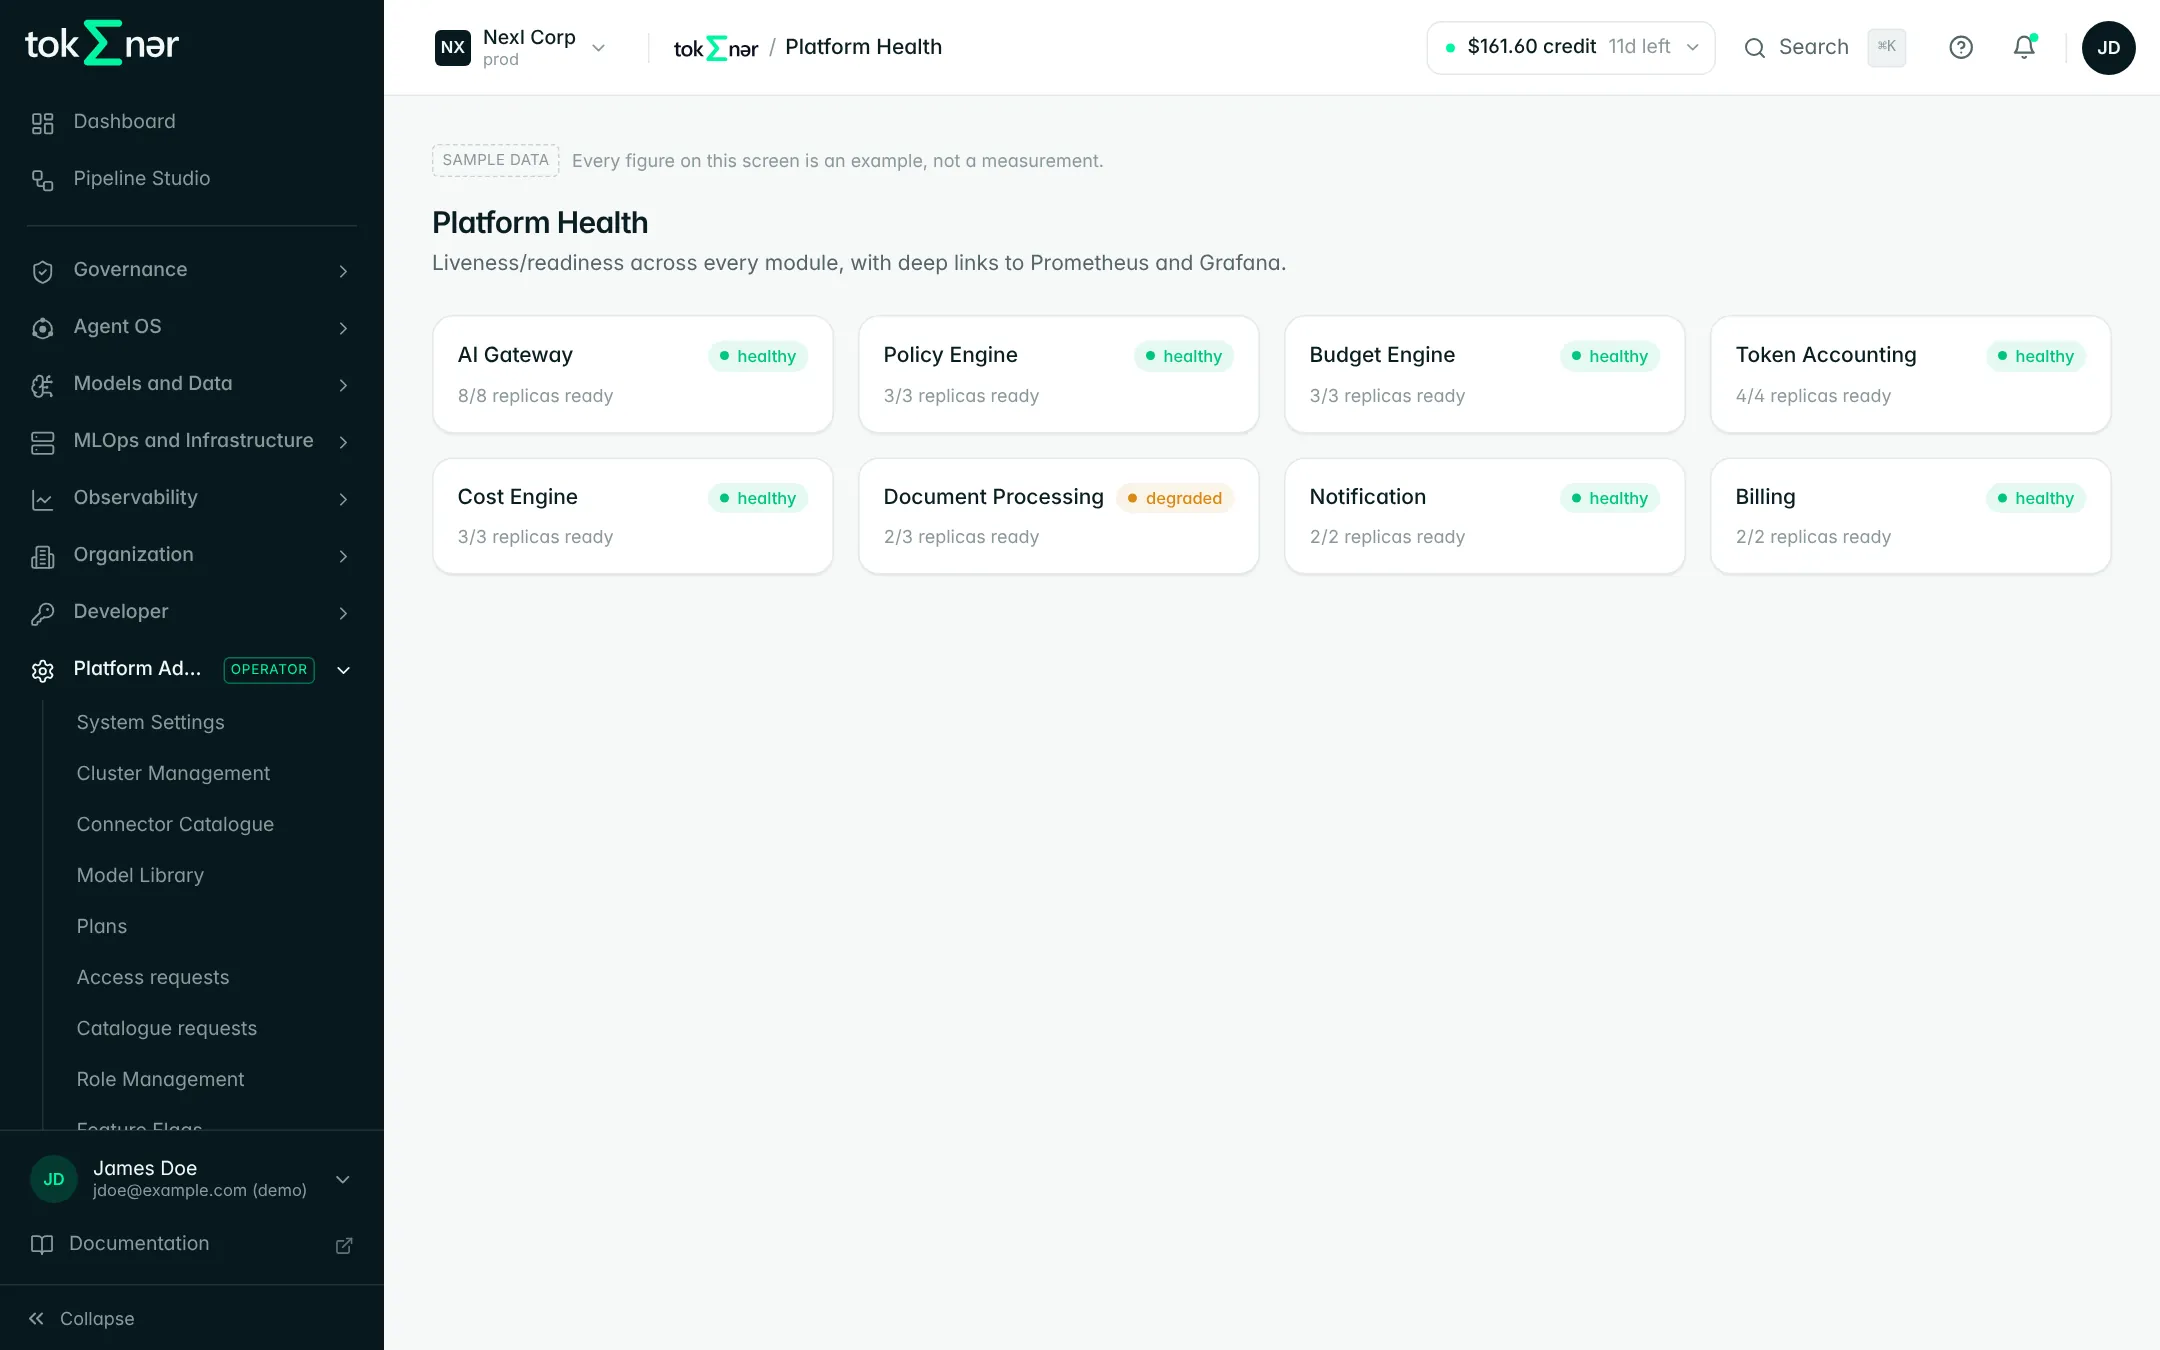 tokΣnər
Dashboard
Pipeline Studio
Governance
Agent OS
Models and Data
MLOps and Infrastructure
Observability
Organization
Developer
Platform Ad... OPERATOR
System Settings
Cluster Management
Connector Catalogue
Model Library
Plans
Access requests
Catalogue requests
Role Management
Feature Flags
JD James Doe
jdoe@example.com (demo)
Documentation
Collapse
NX Nexl Corp
prod
tokΣnər / Platform Health
$161.60 credit 11d left
Search ⌘K
JD
SAMPLE DATA Every figure on this screen is an example, not a measurement.
Platform Health
Liveness/readiness across every module, with deep links to Prometheus and Grafana.
AI Gateway healthy
8/8 replicas ready
Policy Engine healthy
3/3 replicas ready
Budget Engine healthy
3/3 replicas ready
Token Accounting healthy
4/4 replicas ready
Cost Engine healthy
3/3 replicas ready
Document Processing degraded
2/3 replicas ready
Notification healthy
2/2 replicas ready
Billing healthy
2/2 replicas ready